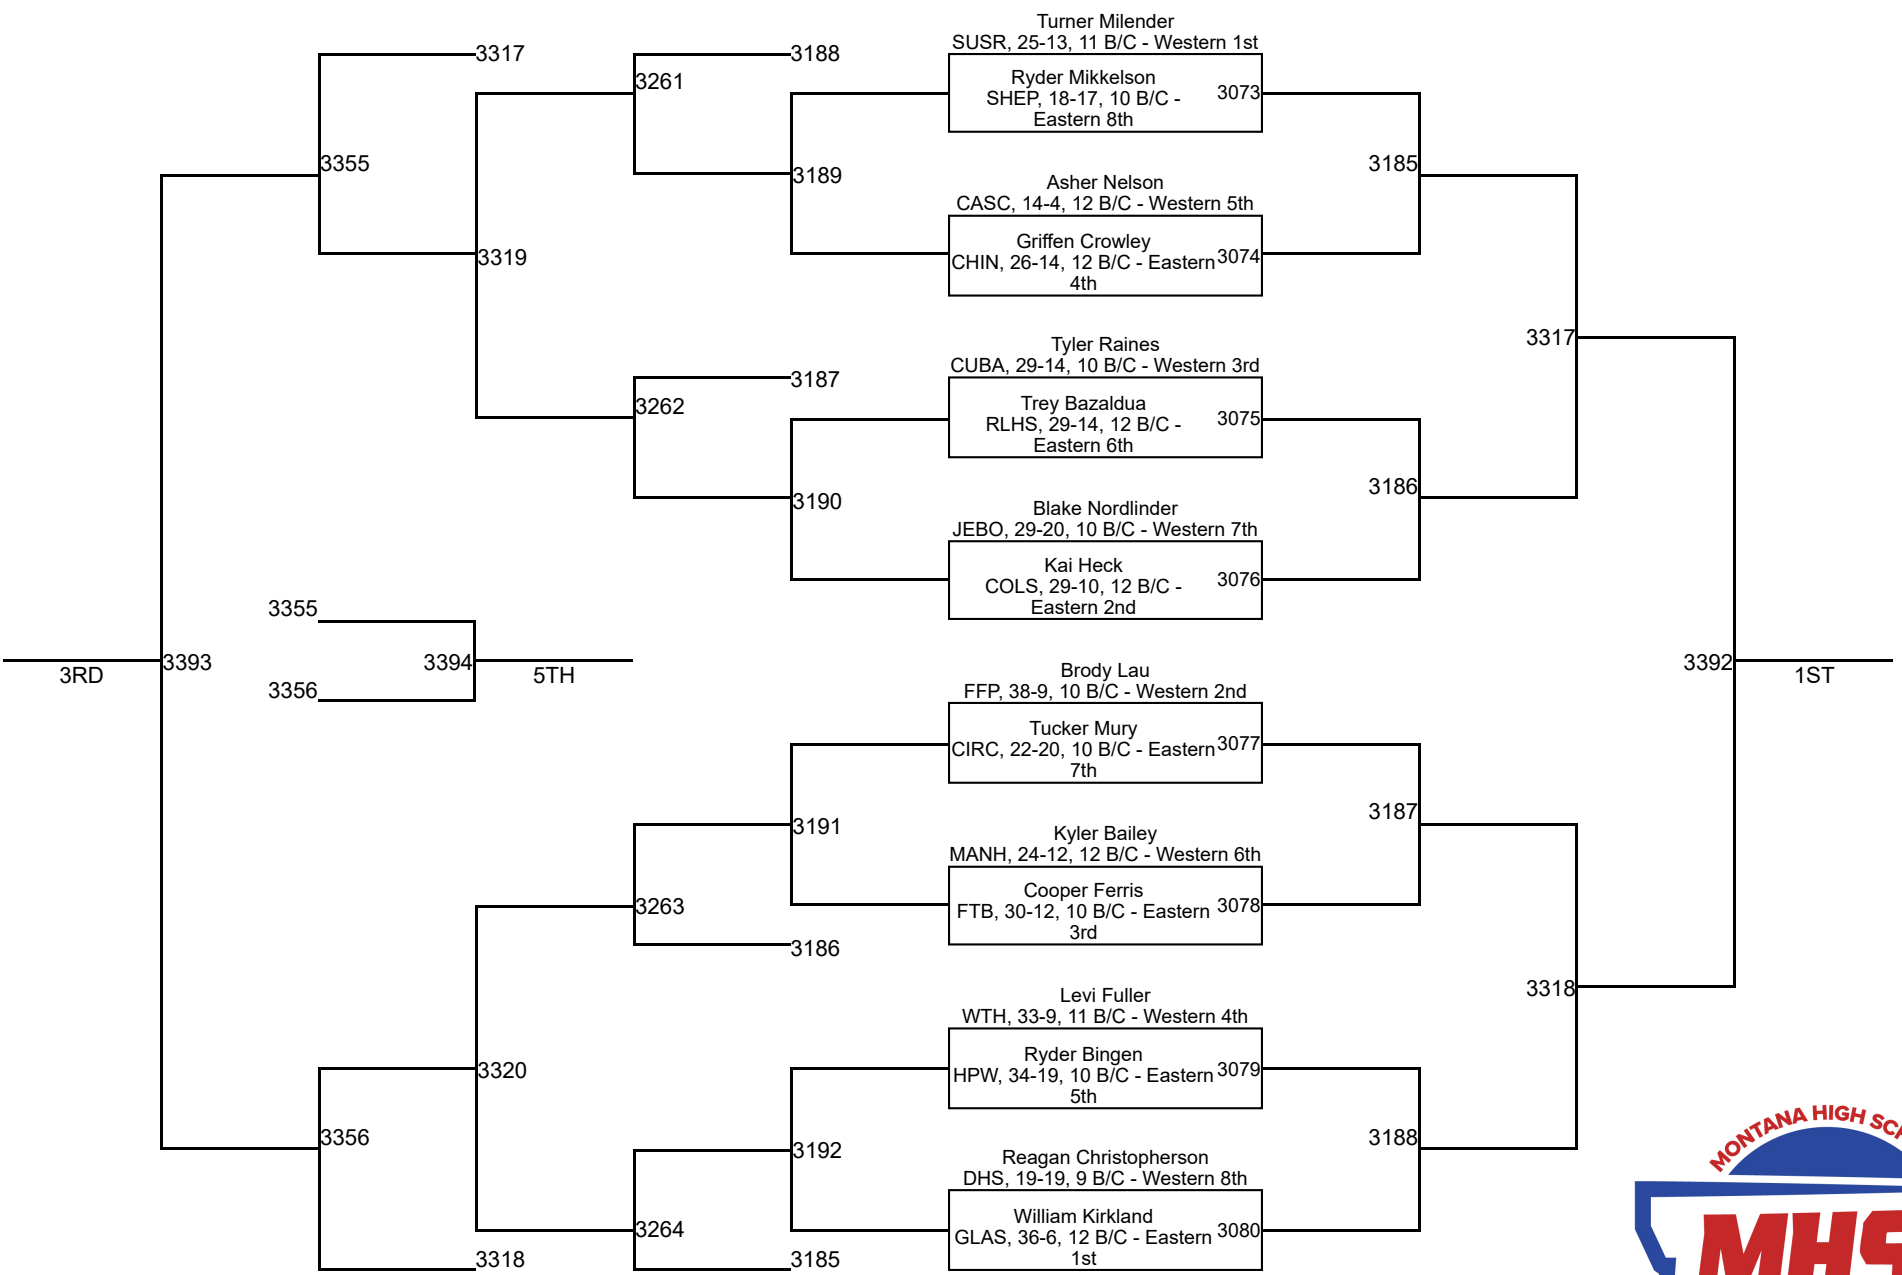 Turner Milender
SUSR, 25-13, 11 B/C - Western 1st
3317
3188
3261
Ryder Mikkelson
SHEP, 18-17, 10 B/C -
Eastern 8th
3073
3355
3189
3185
Asher Nelson
CASC, 14-4, 12 B/C - Western 5th
Griffen Crowley
CHIN, 26-14, 12 B/C - Eastern
4th
3074
3319
3317
Tyler Raines
CUBA, 29-14, 10 B/C - Western 3rd
3187
3262
Trey Bazaldua
RLHS, 29-14, 12 B/C -
Eastern 6th
3075
3190
3186
Blake Nordlinder
JEBO, 29-20, 10 B/C - Western 7th
Kai Heck
COLS, 29-10, 12 B/C -
Eastern 2nd
3076
3355
3RD
3393
3394
5TH
3392
1ST
3356
Brody Lau
FFP, 38-9, 10 B/C - Western 2nd
Tucker Mury
CIRC, 22-20, 10 B/C - Eastern
7th
3077
3191
3187
Kyler Bailey
MANH, 24-12, 12 B/C - Western 6th
Cooper Ferris
FTB, 30-12, 10 B/C - Eastern
3rd
3078
3263
3186
3318
Levi Fuller
WTH, 33-9, 11 B/C - Western 4th
Ryder Bingen
HPW, 34-19, 10 B/C - Eastern
5th
3079
3320
3356
3192
3188
Reagan Christopherson
DHS, 19-19, 9 B/C - Western 8th
William Kirkland
GLAS, 36-6, 12 B/C - Eastern
1st
3080
3264
3318
3185
MONTANA HIGH
MHS